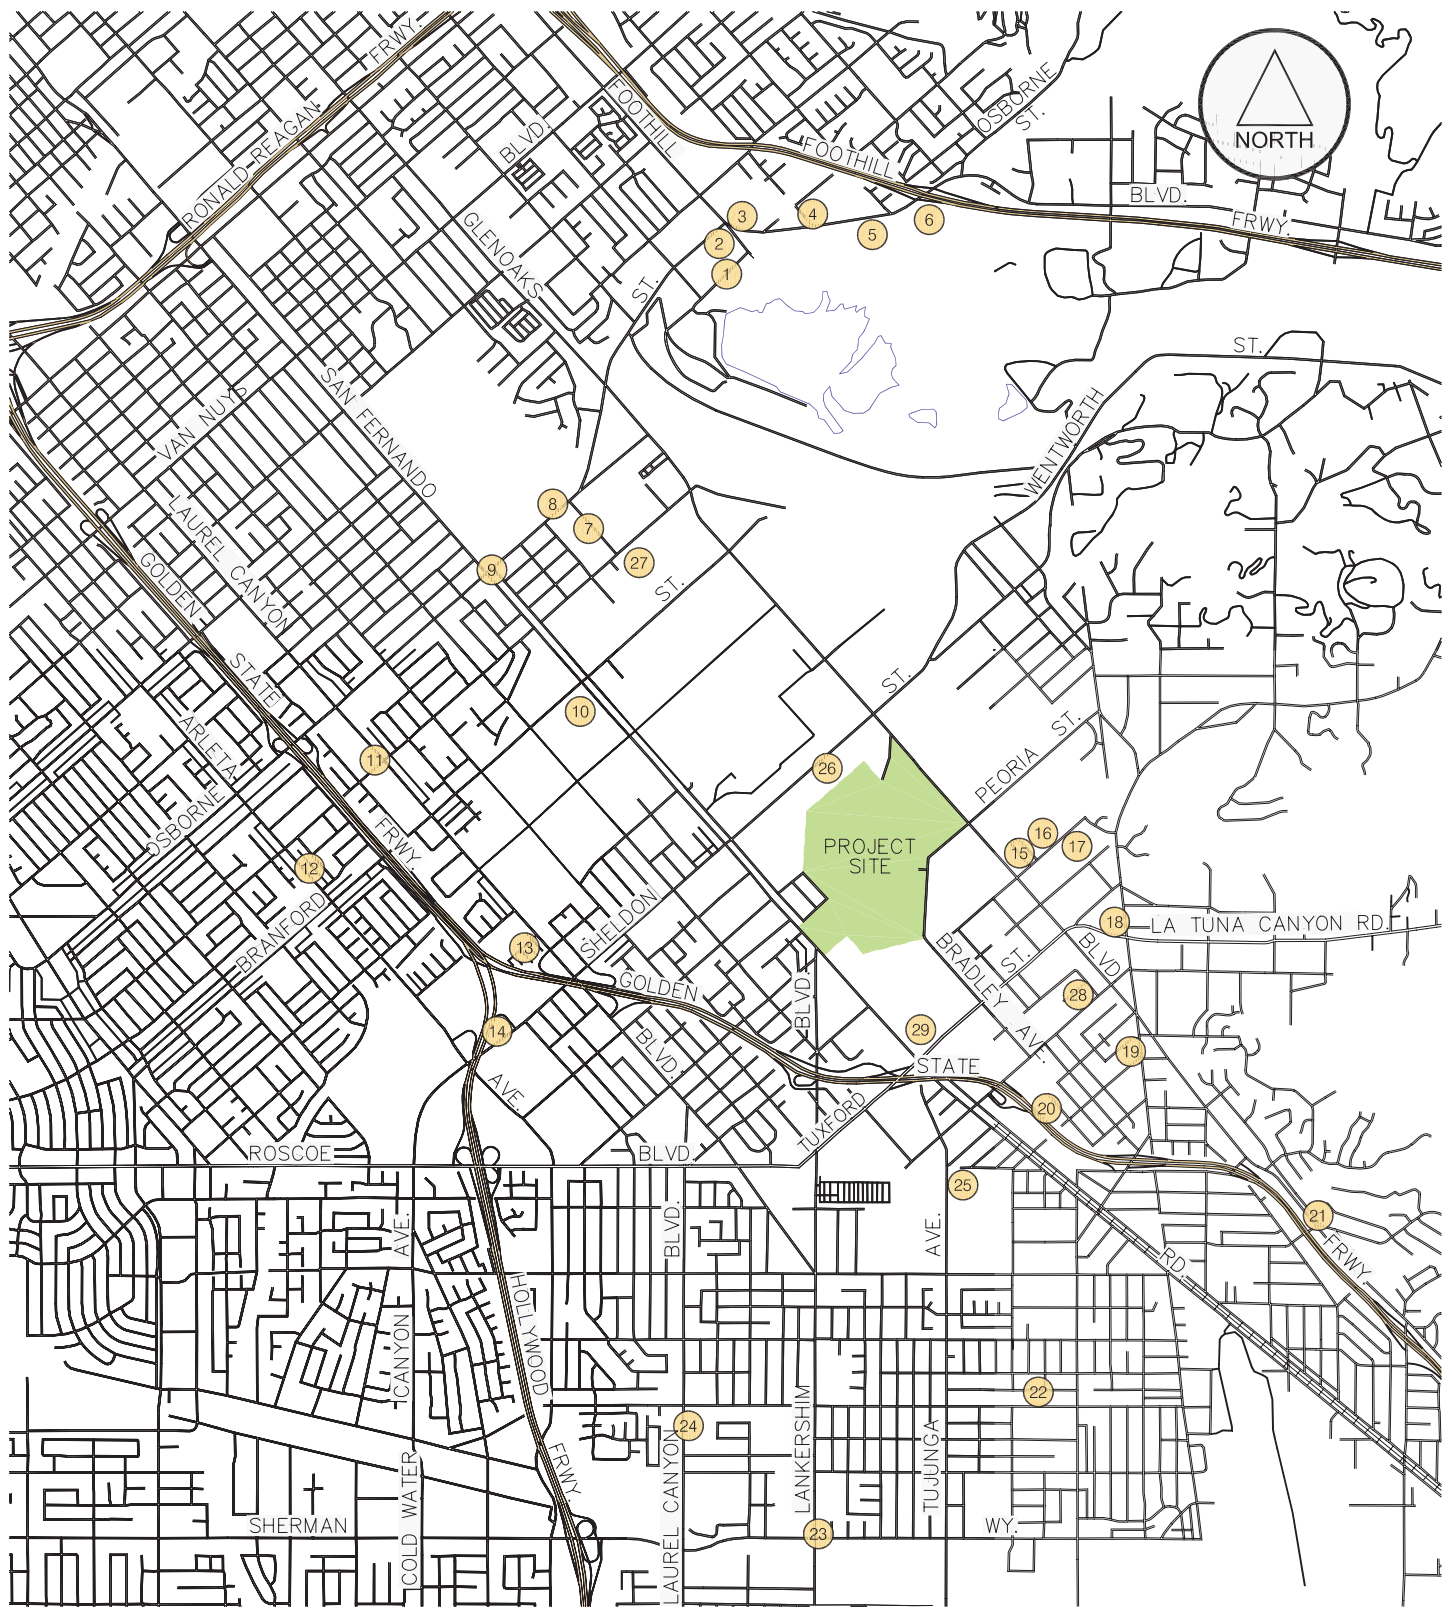 FRWY.
RONALD REAGAN
FOOTHILL
BLVD.
OSBORNE
ST.
NORTH
FOOTHILL
BLVD.
FRWY.
GLENOAKS
ST.
3
4
6
5
2
1
ST.
VAN NUYS
SAN FERNANDO
WENTWORTH
LAUREL CANYON
8
7
27
9
ST.
GOLDEN
STATE
ST.
ARLETA
10
11
ST.
PEORIA
26
OSBORNE
FRWY.
PROJECT
SITE
16
15
17
12
BRANFORD
SHELDON
18
LA TUNA CANYON RD.
13
GOLDEN
BRADLEY
ST.
BLVD.
BLVD.
28
14
29
AVE.
BLVD.
STATE
19
AVE.
TUXFORD
20
ROSCOE
BLVD.
25
21
AVE.
BLVD.
AVE.
RD.
FRWY.
HOLLYWOOD
CANYON
22
LANKERSHIM
24
TUJUNGA
FRWY.
COLD WATER
LAUREL CANYON
SHERMAN
23
WY.